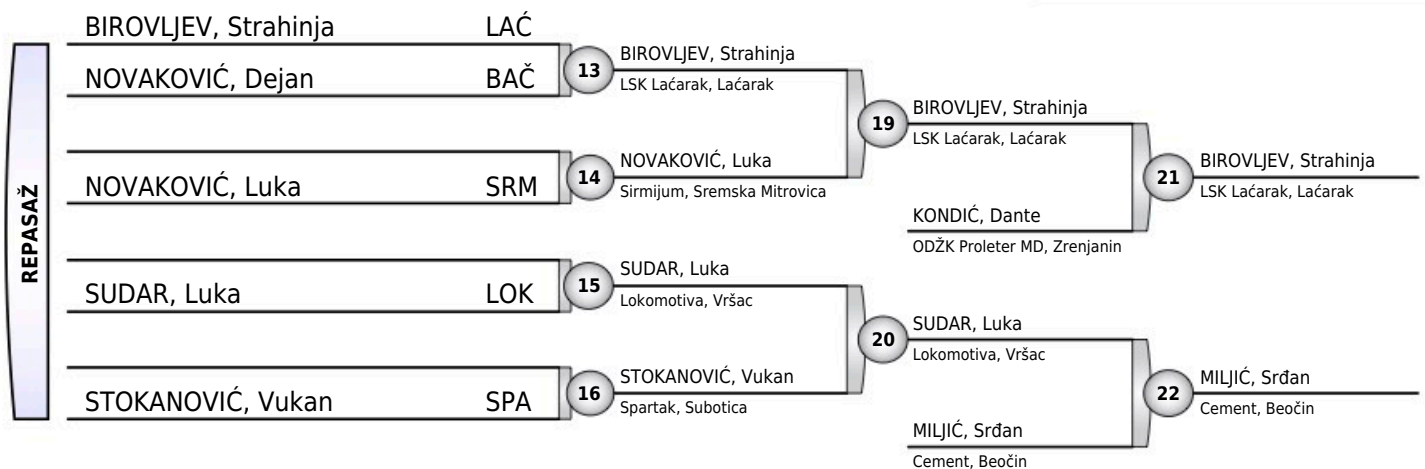 REPASAŽ
BIROVLJEV, Strahinja LAĆ
NOVAKOVIĆ, Dejan BAČ
NOVAKOVIĆ, Luka SRM
SUDAR, Luka LOK
STOKANOVIĆ, Vukan SPA
13
BIROVLJEV, Strahinja
LSK Laćarak, Laćarak
14
NOVAKOVIĆ, Luka
Sirmijum, Sremska Mitrovica
15
SUDAR, Luka
Lokomotiva, Vršac
16
STOKANOVIĆ, Vukan
Spartak, Subotica
19
BIROVLJEV, Strahinja
LSK Laćarak, Laćarak
KONDIĆ, Dante
ODŽK Proleter MD, Zrenjanin
20
SUDAR, Luka
Lokomotiva, Vršac
MILJIĆ, Srđan
Cement, Beočin
21
BIROVLJEV, Strahinja
LSK Laćarak, Laćarak
22
MILJIĆ, Srđan
Cement, Beočin